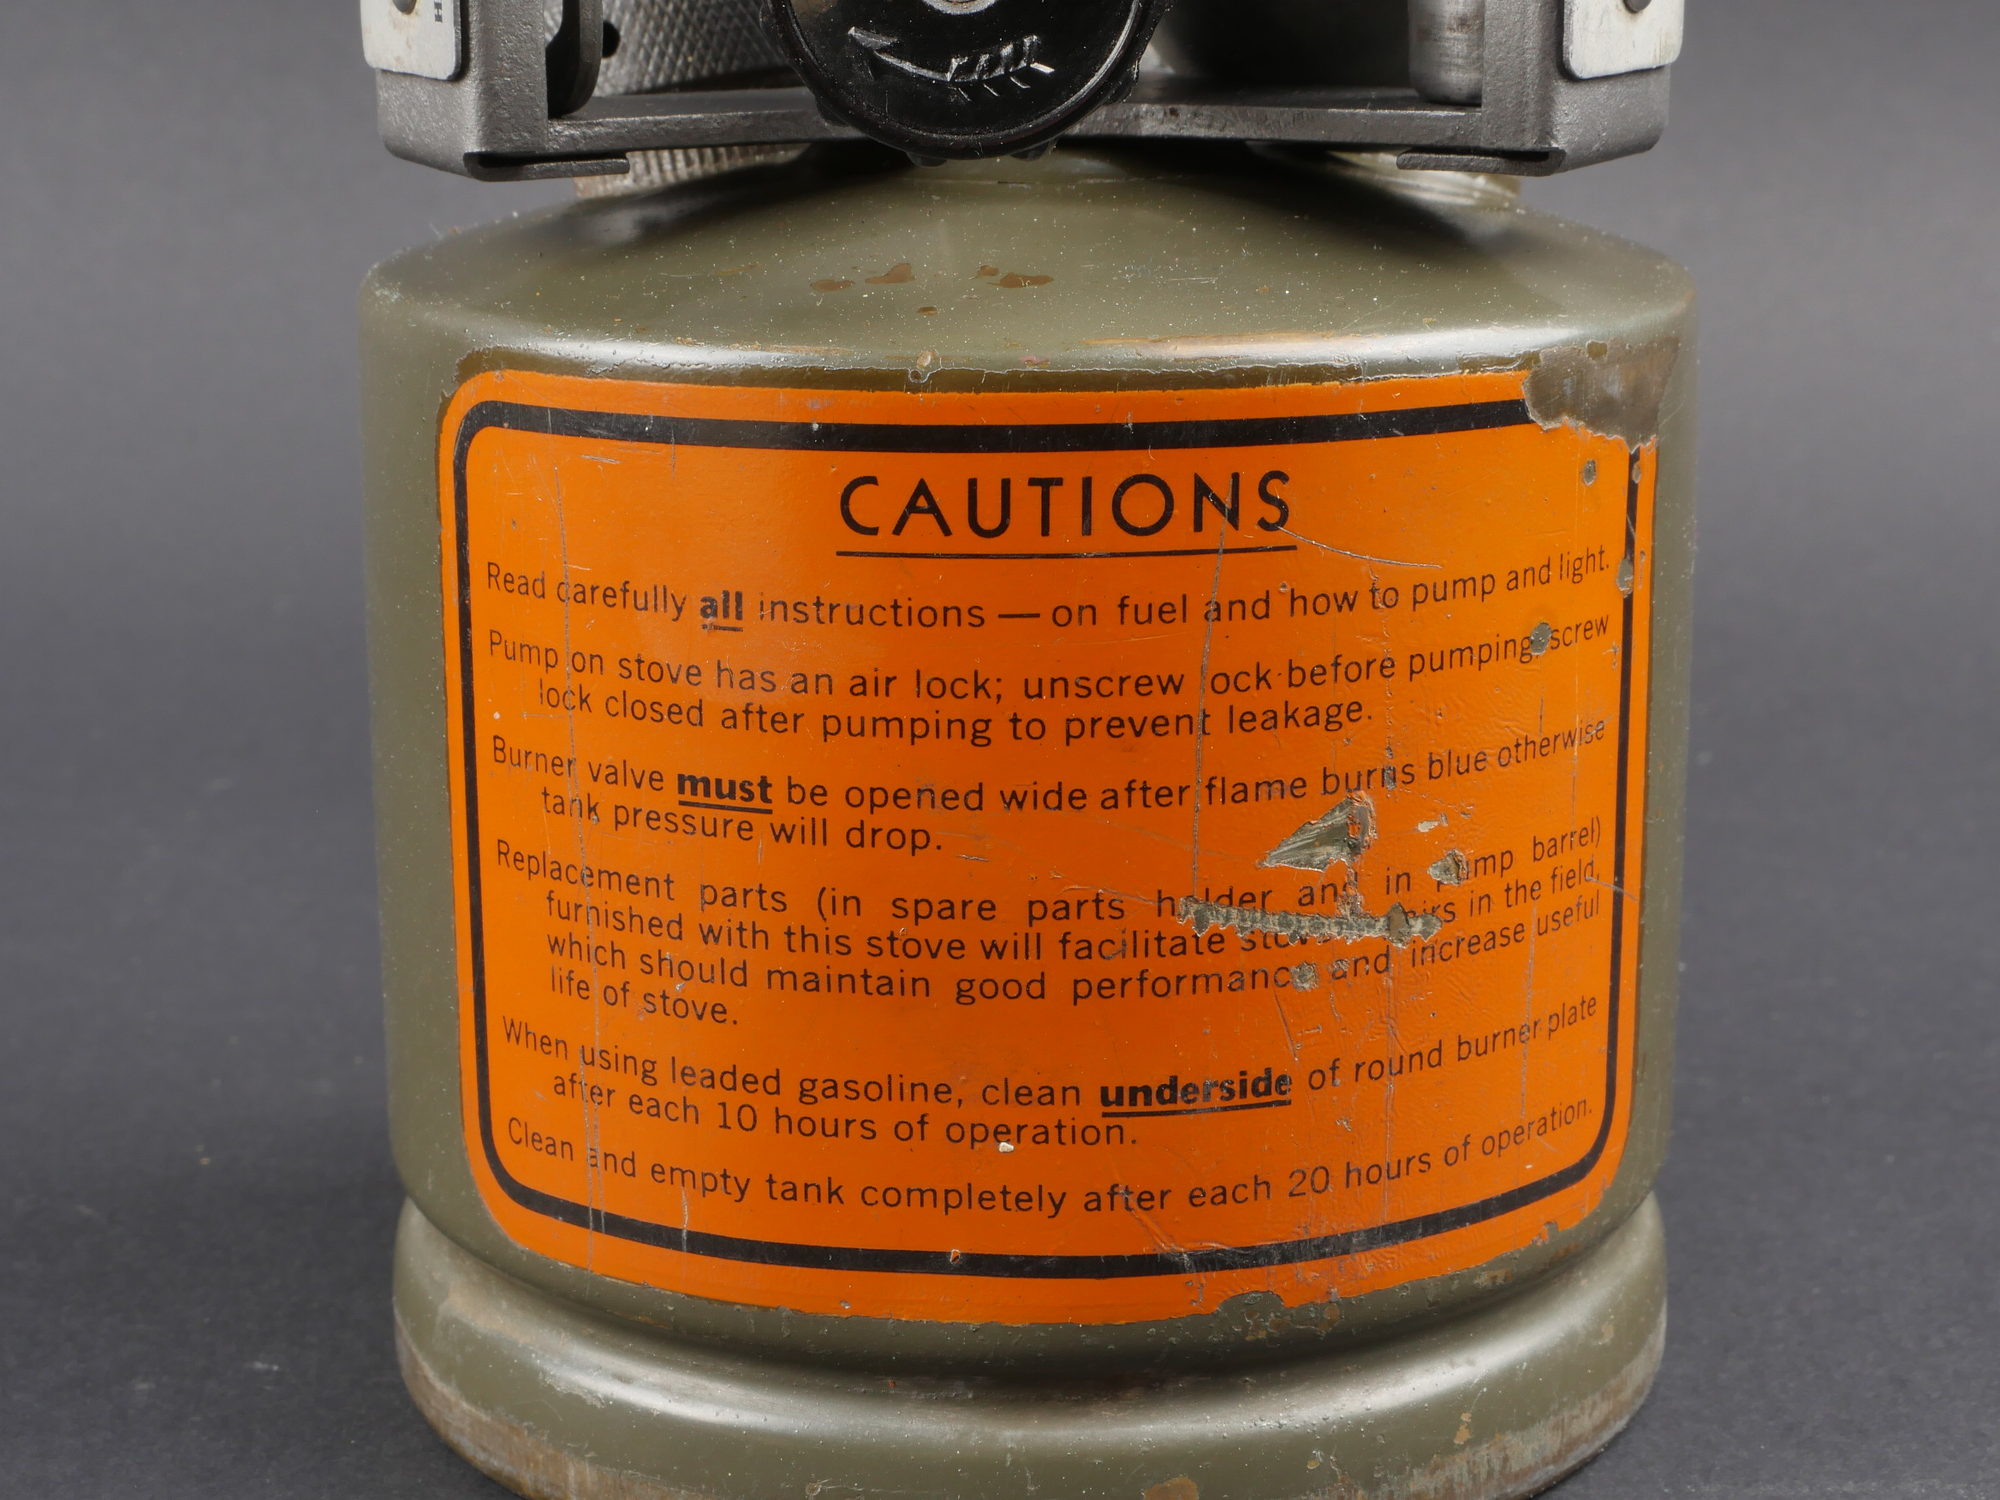 CAUTIONS
Read carefully all instructions — on fuel and how to pump and light.
Pump on stove has an air lock; unscrew ock before pumping screw
lock closed after pumping to prevent leakage.
Burner valve must be opened wide after flame burns blue otherwise
tank pressure will drop.
Replacement parts (in spare parts holder and in pump barrel)
furnished with this stove will facilitate in the field,
which should maintain good performance and increase useful
life of stove.
When using leaded gasoline, clean underside of round burner plate
after each 10 hours of operation.
Clean and empty tank completely after each 20 hours of operation.